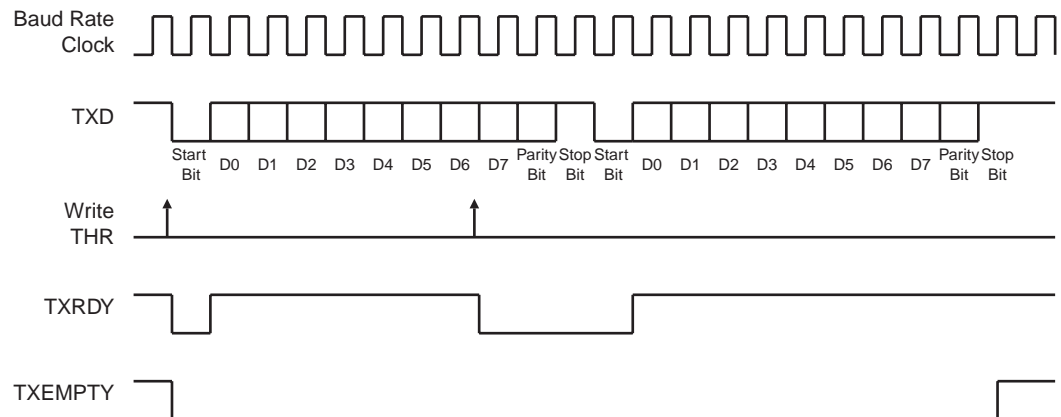 Baud Rate
Clock
TXD
Start Bit D0 D1 D2 D3 D4 D5 D6 D7 Parity Bit Stop Bit Start Bit D0 D1 D2 D3 D4 D5 D6 D7 Parity Bit Stop Bit
Write
THR
TXRDY
TXEMPTY